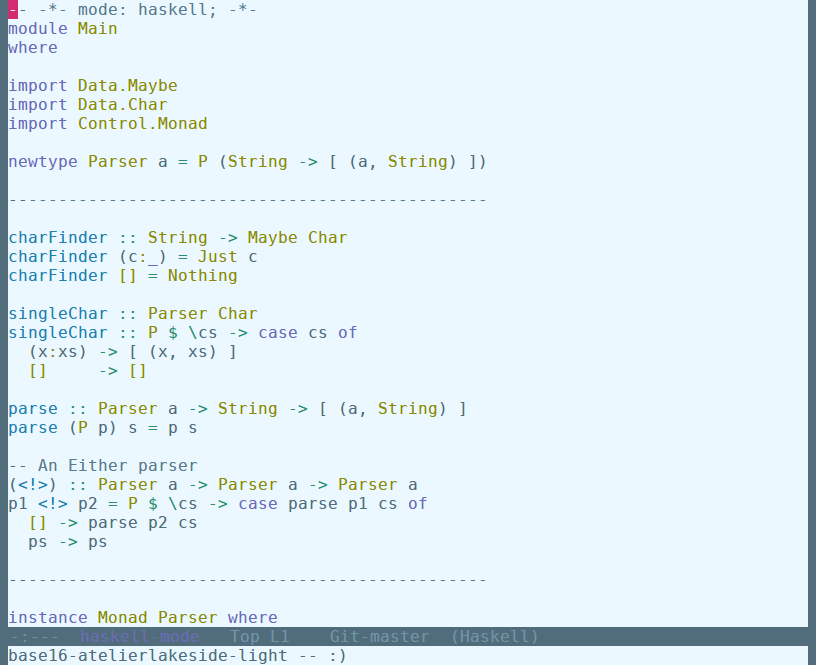 -- -*- mode: haskell; -*-
module Main
where

import Data.Maybe
import Data.Char
import Control.Monad

newtype Parser a = P (String -> [ (a, String) ])

------------------------------------------------

charFinder :: String -> Maybe Char
charFinder (c:_) = Just c
charFinder [] = Nothing

singleChar :: Parser Char
singleChar :: P $ \cs -> case cs of
  (x:xs) -> [ (x, xs) ]
  []     -> []

parse :: Parser a -> String -> [ (a, String) ]
parse (P p) s = p s

-- An Either parser
(<!>) :: Parser a -> Parser a -> Parser a
p1 <!> p2 = P $ \cs -> case parse p1 cs of
  [] -> parse p2 cs
  ps -> ps

------------------------------------------------

instance Monad Parser where
-:---  haskell-mode   Top L1    Git-master  (Haskell)
base16-atelierlakeside-light -- :)